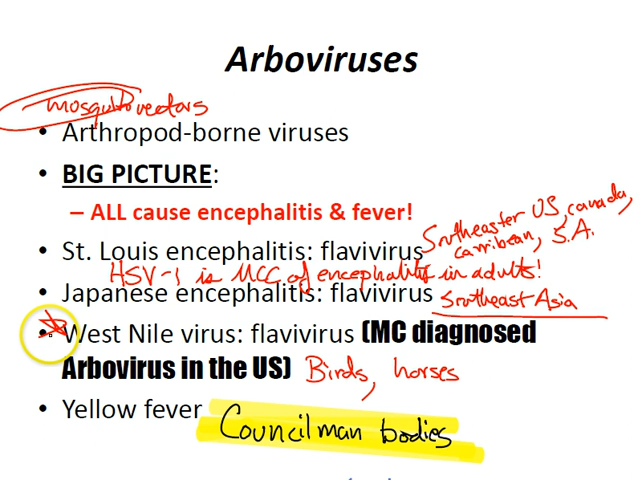 Arboviruses
mosquito vectors
• Arthropod-borne viruses
• BIG PICTURE:
– ALL cause encephalitis & fever!
Southeaster US, canada,
carribean, S.A.
• St. Louis encephalitis: flavivirus
HSV-1 is MCC of encephalitis in adults!
• Japanese encephalitis: flavivirus Southeast Asia
• West Nile virus: flavivirus (MC diagnosed
Arbovirus in the US) Birds, horses
• Yellow fever Councilman bodies